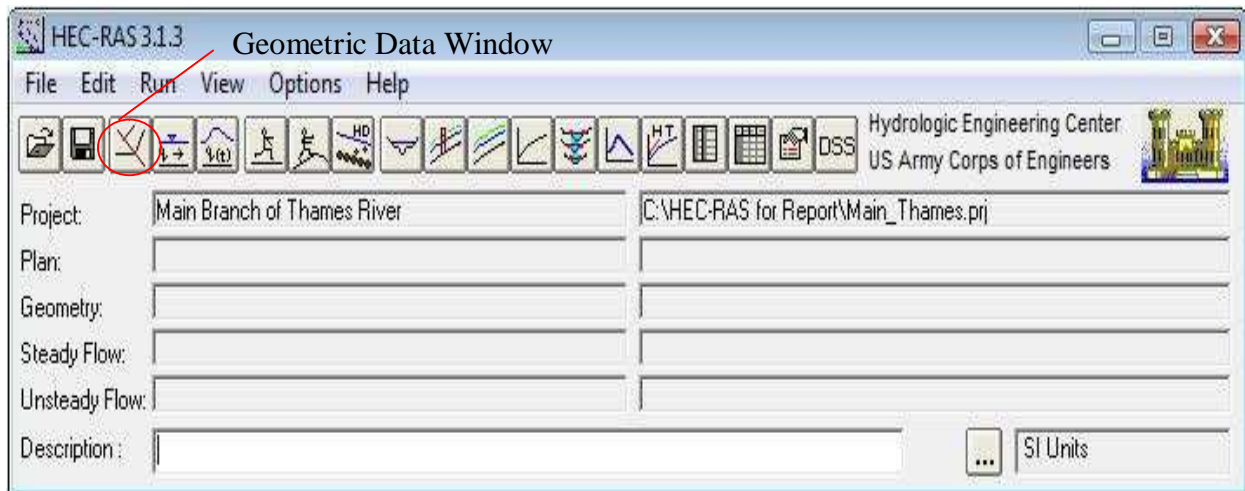 HEC-RAS 3.1.3
Geometric Data Window
File Edit Run View Options Help
HD
(t)
HT
DSS
Hydrologic Engineering Center
US Army Corps of Engineers
Project: Main Branch of Thames River C:\HEC-RAS for Report\Main_Thames.prj
Plan:
Geometry:
Steady Flow:
Unsteady Flow:
Description : ... SI Units